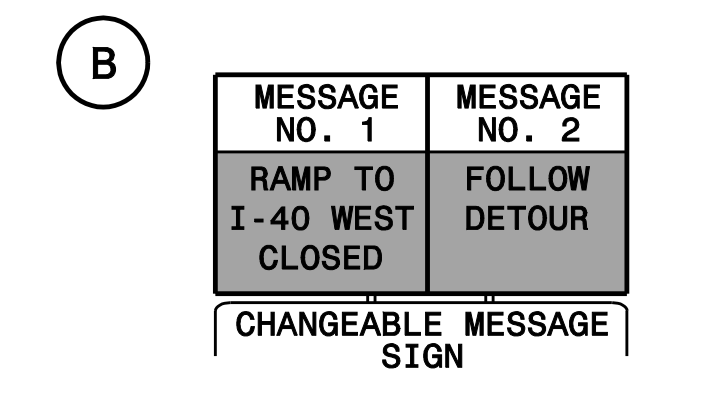 B
MESSAGE NO. 1
MESSAGE NO. 2
RAMP TO
I-40 WEST
CLOSED
FOLLOW
DETOUR
CHANGEABLE MESSAGE
SIGN